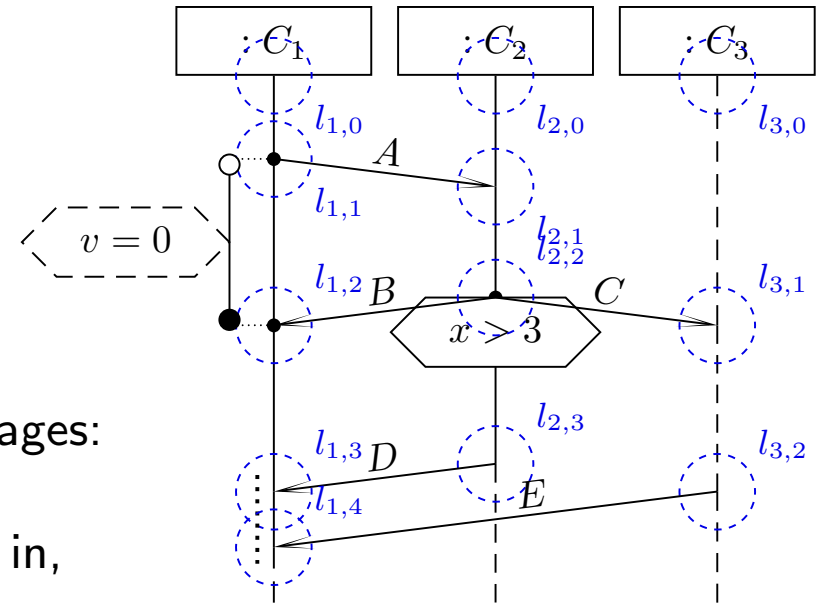 : C₁ : C₂ : C₃
l₁,₀ l₂,₀ l₃,₀
A
l₁,₁
l₂,₁
l₂,₂
v = 0
l₁,₂ B C l₃,₁
x > 3
ages:
l₂,₃
l₁,₃ D l₃,₂
l₁,₄ E
in,